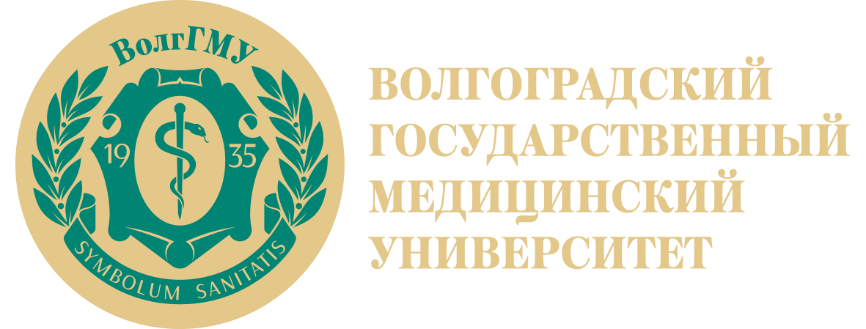 ВолгГМУ
19 35
SYMBOLUM SANITATIS
ВОЛГОГРАДСКИЙ
ГОСУДАРСТВЕННЫЙ
МЕДИЦИНСКИЙ
УНИВЕРСИТЕТ